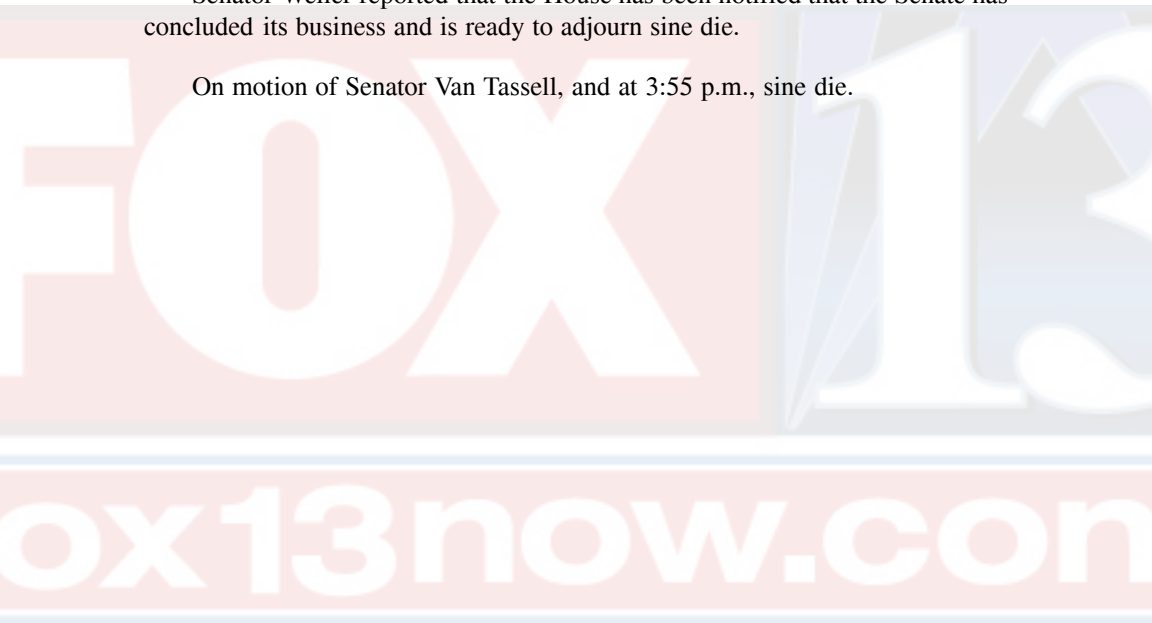 Senator Weiler reported that the House has been notified that the Senate has
concluded its business and is ready to adjourn sine die.
On motion of Senator Van Tassell, and at 3:55 p.m., sine die.
FOX 13
ox13now.com